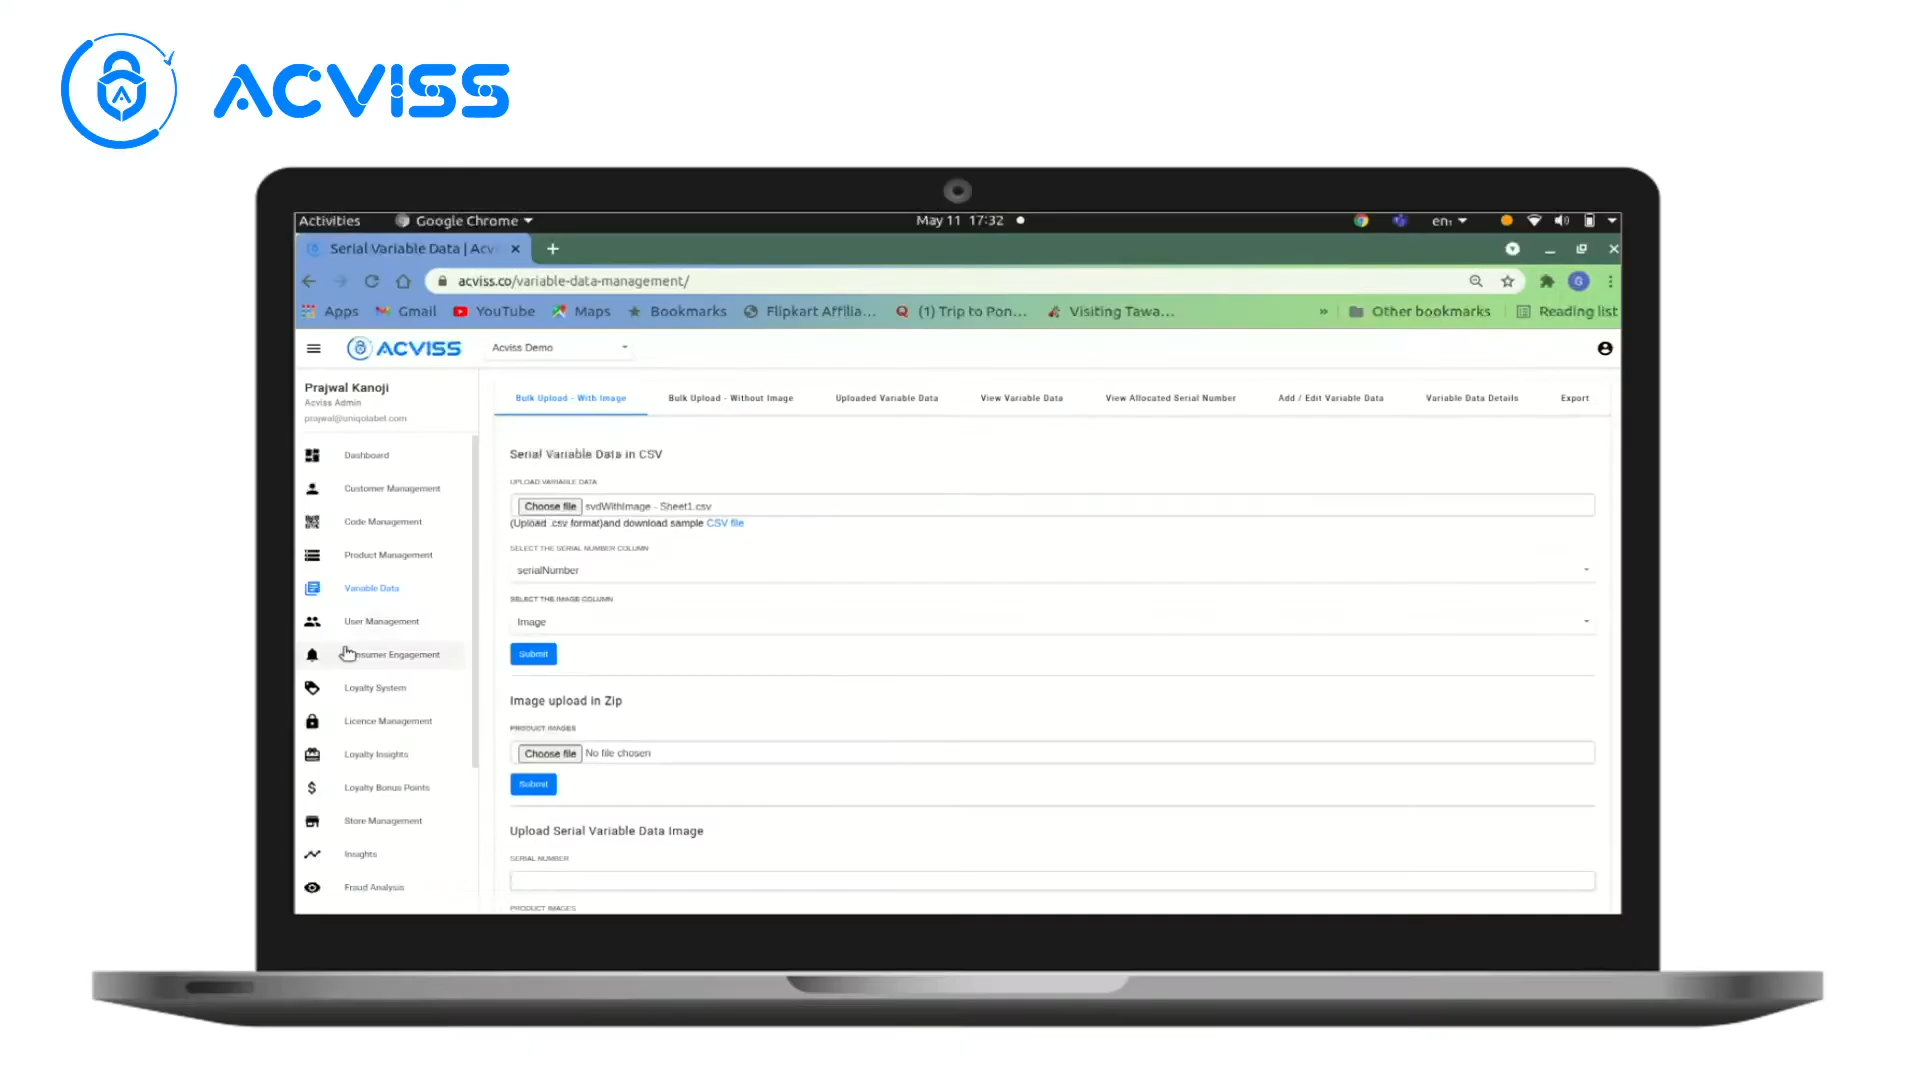 ACVISS
Activities Google Chrome May 11 17:32 en₁
Serial Variable Data | Acvi
acviss.co/variable-data-management/
Apps Gmail YouTube Maps Bookmarks Flipkart Affilia... (1) Trip to Pon... Visiting Tawa... » Other bookmarks Reading list
ACVISS Acviss Demo
Prajwal Kanoji
Acviss Admin
prajwal@uniqolabel.com
Dashboard
Customer Management
Code Management
Product Management
Variable Data
User Management
nsumer Engagement
Loyalty System
Licence Management
Loyalty Insights
Loyalty Bonus Points
Store Management
Insights
Fraud Analysis
Bulk Upload - With Image Bulk Upload - Without Image Uploaded Variable Data View Variable Data View Allocated Serial Number Add / Edit Variable Data Variable Data Details Export
Serial Variable Data in CSV
UPLOAD VARIABLE DATA
Choose file svdWithImage - Sheet1.csv
(Upload .csv format)and download sample CSV file
SELECT THE SERIAL NUMBER COLUMN
serialNumber
SELECT THE IMAGE COLUMN
Image
Submit
Image upload in Zip
PRODUCT IMAGES
Choose file No file chosen
Submit
Upload Serial Variable Data Image
SERIAL NUMBER
PRODUCT IMAGES